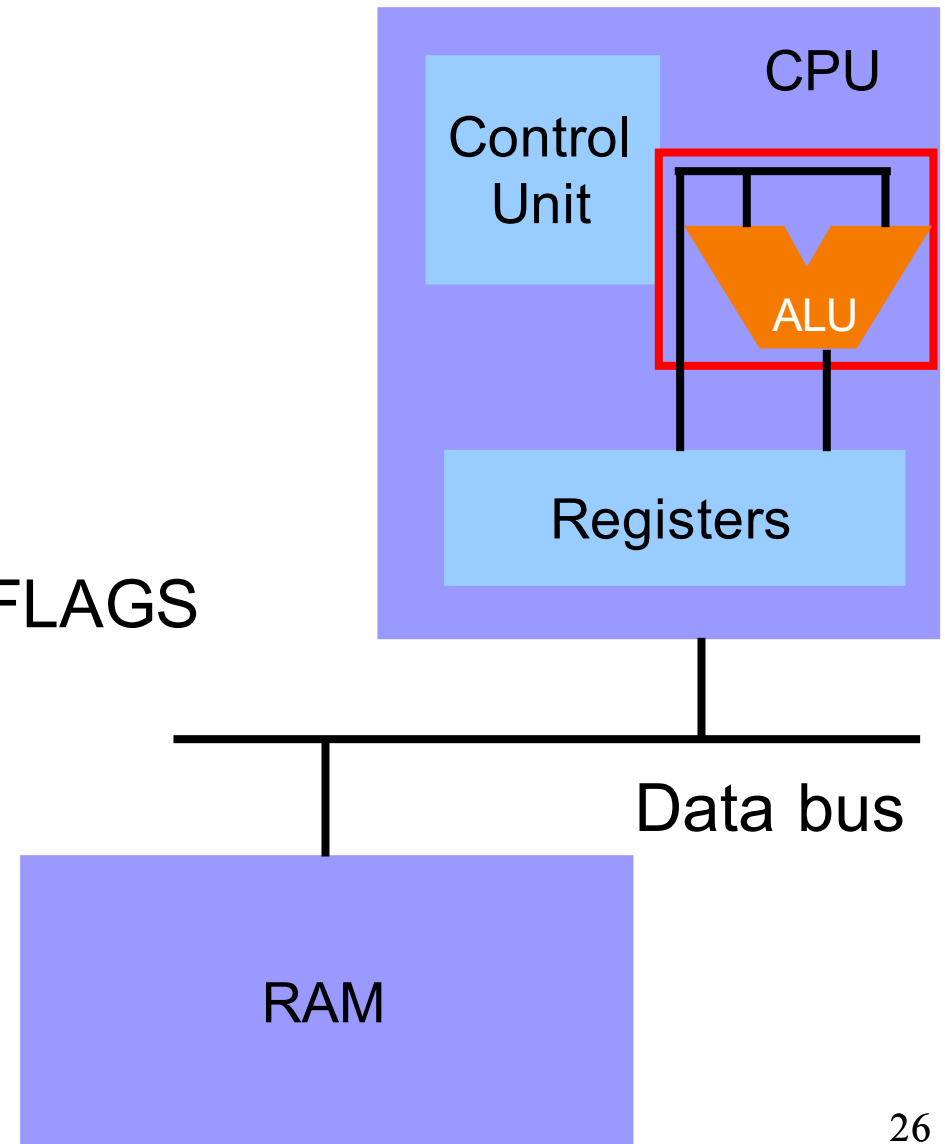 CPU
Control
Unit
ALU
Registers
FLAGS
Data bus
RAM
26